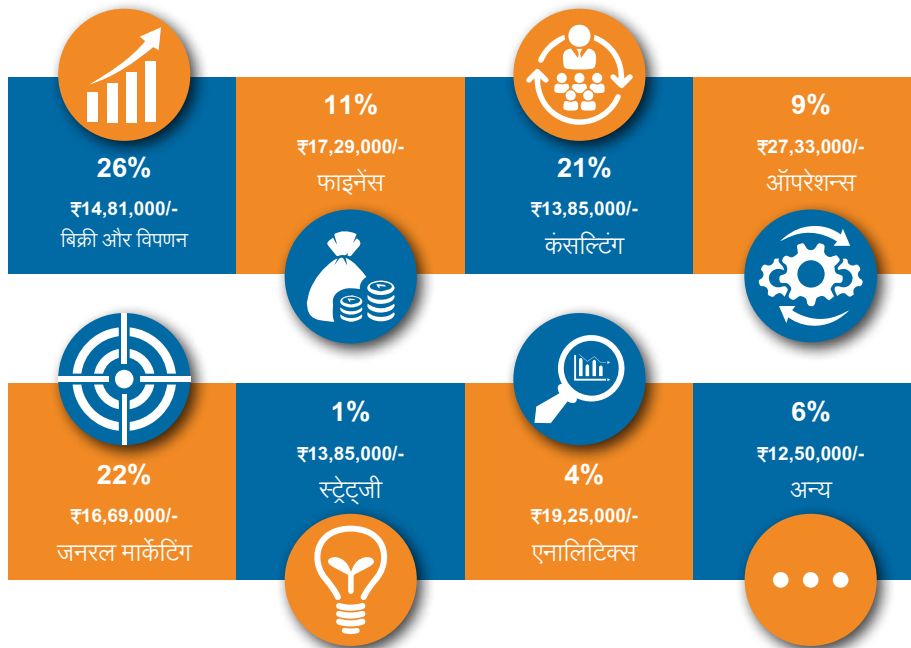 26%
₹14,81,000/-
बिक्री और विपणन
11%
₹17,29,000/-
फाइनेंस
21%
₹13,85,000/-
कंसल्टिंग
9%
₹27,33,000/-
ऑपरेशन्स
22%
₹16,69,000/-
जनरल मार्केटिंग
1%
₹13,85,000/-
स्ट्रेट्जी
4%
₹19,25,000/-
एनालिटिक्स
6%
₹12,50,000/-
अन्य